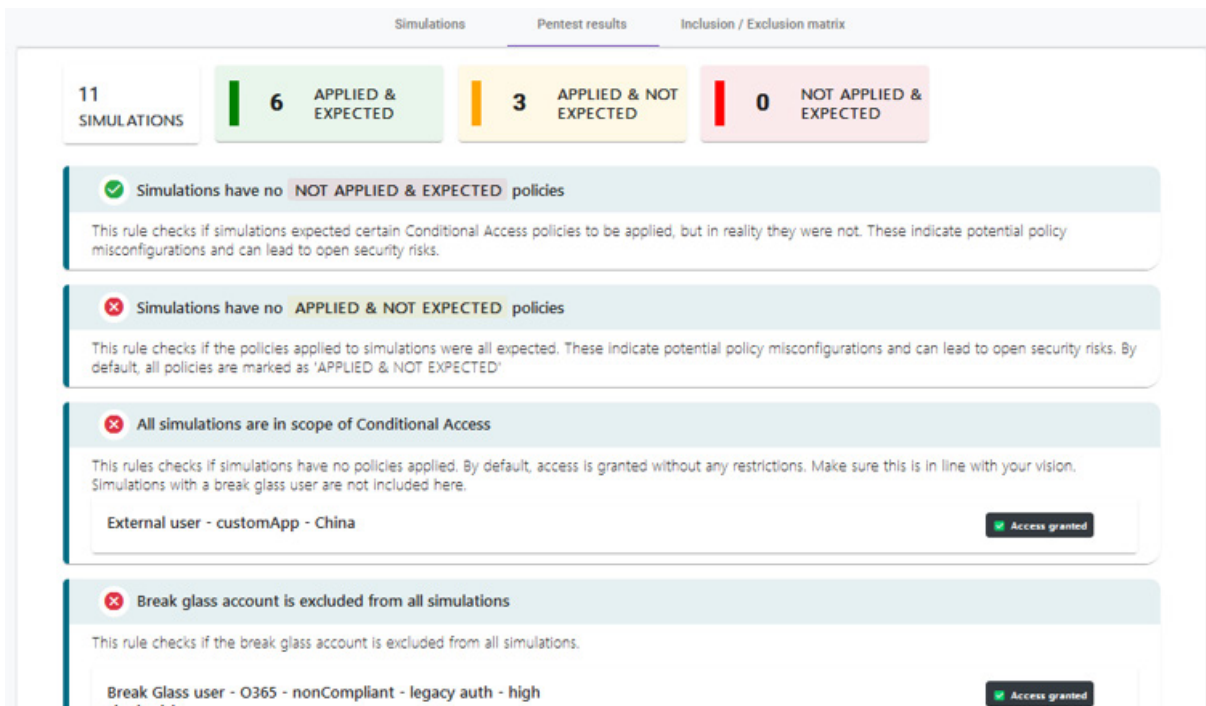 Simulations
Pentest results
Inclusion / Exclusion matrix
11
SIMULATIONS
6
APPLIED &
EXPECTED
3
APPLIED & NOT
EXPECTED
0
NOT APPLIED &
EXPECTED
Simulations have no NOT APPLIED & EXPECTED policies
This rule checks if simulations expected certain Conditional Access policies to be applied, but in reality they were not. These indicate potential policy
misconfigurations and can lead to open security risks.
Simulations have no APPLIED & NOT EXPECTED policies
This rule checks if the policies applied to simulations were all expected. These indicate potential policy misconfigurations and can lead to open security risks. By
default, all policies are marked as 'APPLIED & NOT EXPECTED'
All simulations are in scope of Conditional Access
This rules checks if simulations have no policies applied. By default, access is granted without any restrictions. Make sure this is in line with your vision.
Simulations with a break glass user are not included here.
External user - customApp - China
Access granted
Break glass account is excluded from all simulations
This rule checks if the break glass account is excluded from all simulations.
Break Glass user - O365 - nonCompliant - legacy auth - high
Access granted